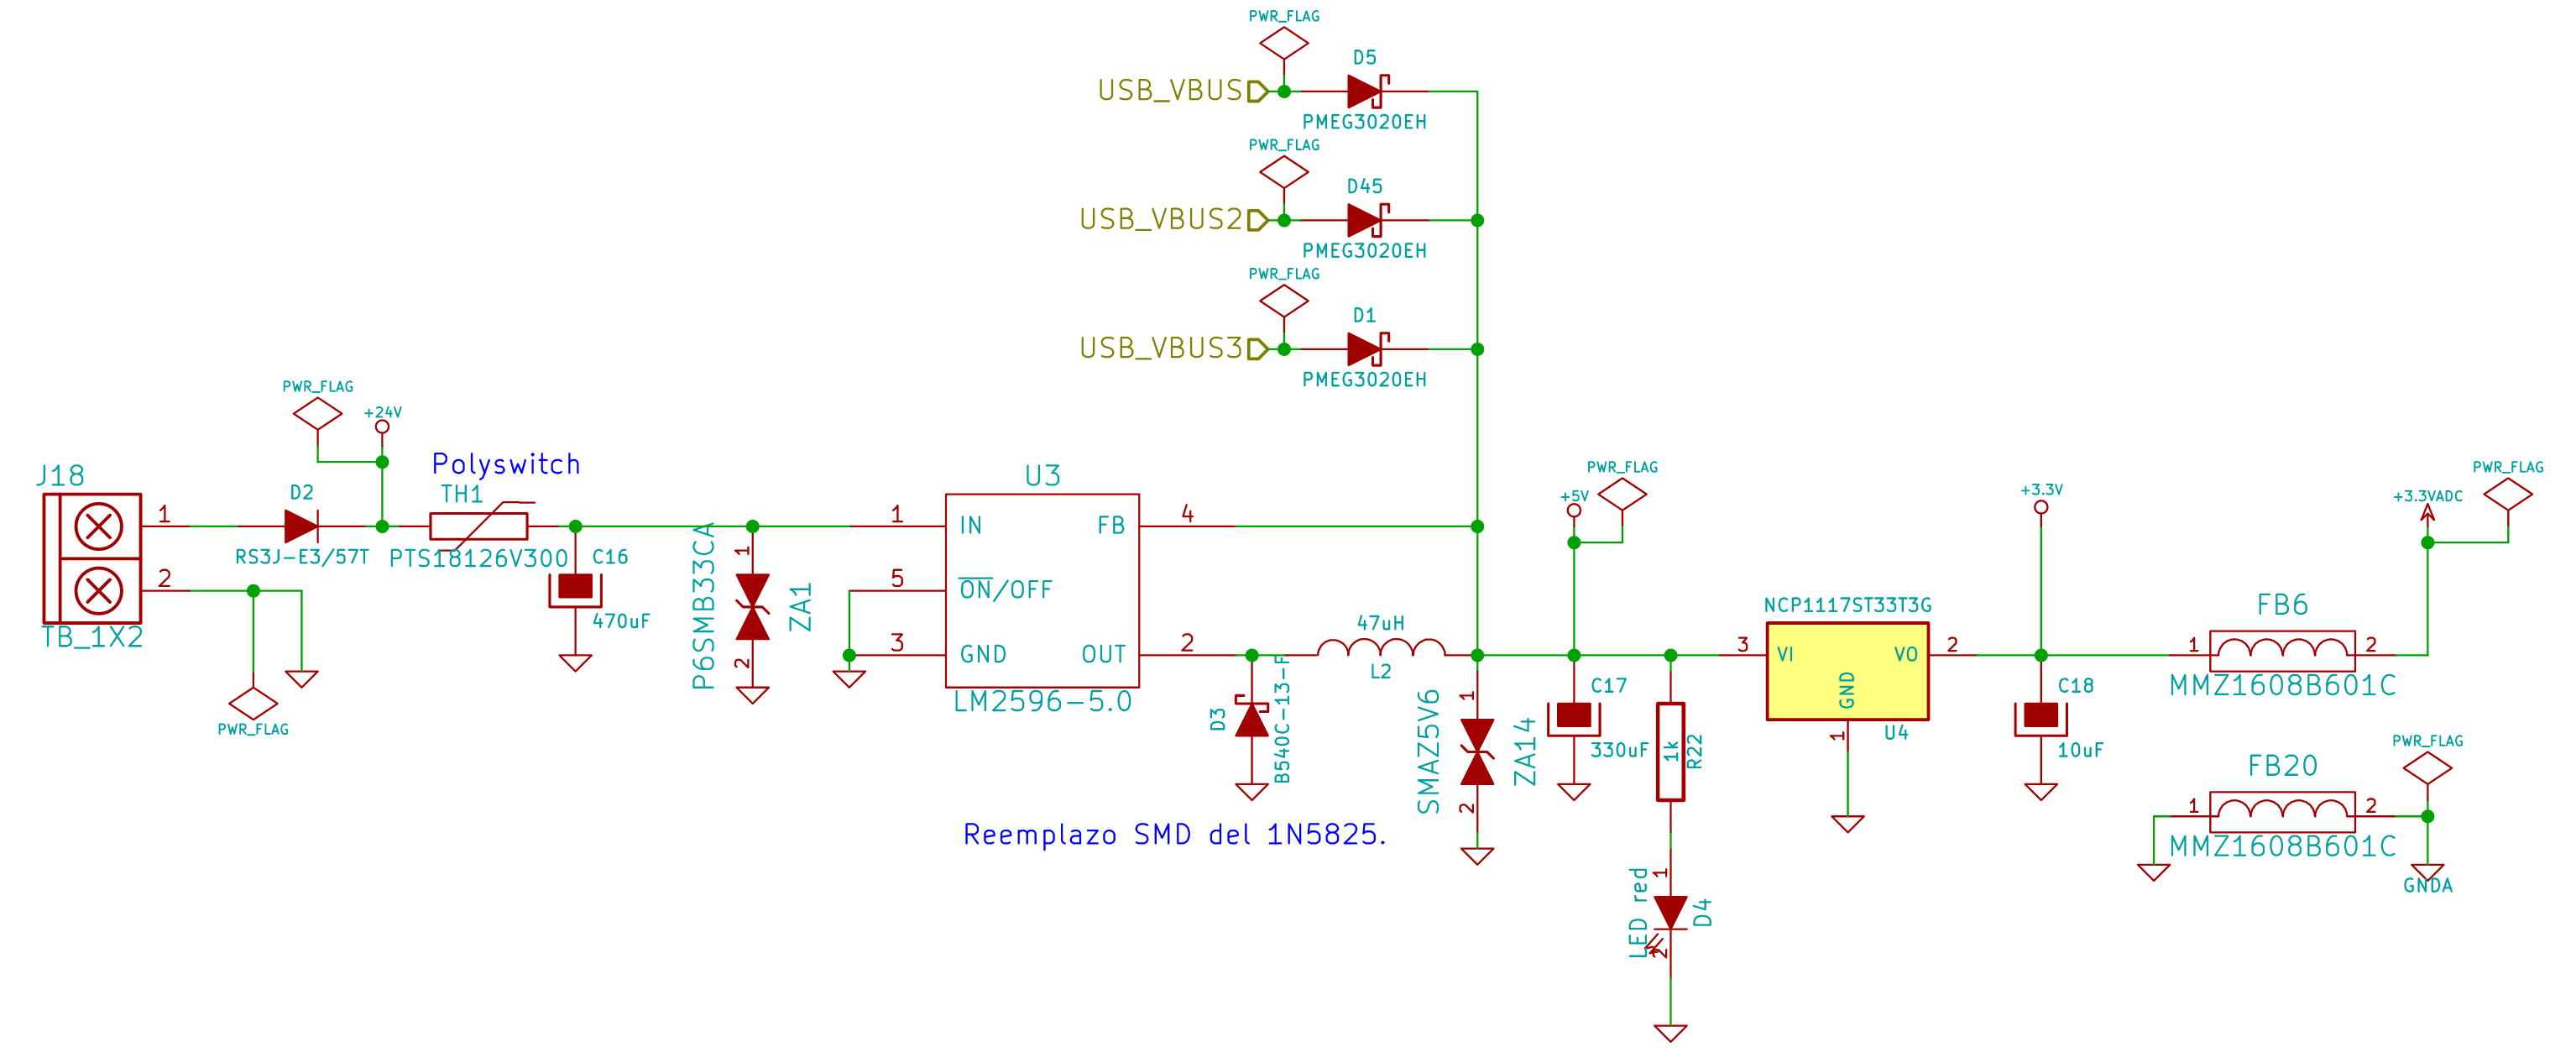 PWR_FLAG
D5
USB_VBUS
PMEG3020EH
PWR_FLAG
D45
USB_VBUS2
PMEG3020EH
PWR_FLAG
D1
USB_VBUS3
PMEG3020EH
PWR_FLAG
+24V
Polyswitch
J18
1
2
TB_1X2
D2
RS3J-E3/57T
PWR_FLAG
TH1
PTS18126V300
C16
470uF
P6SMB33CA
1
2
ZA1
U3
1
IN
FB
4
5
ON/OFF
3
GND
OUT
2
LM2596-5.0
D3
B540C-13-F
47uH
L2
Reemplazo SMD del 1N5825.
SMAZ5V6
1
2
ZA14
+5V
PWR_FLAG
C17
330uF
1k
R22
LED red
1
2
D4
NCP1117ST33T3G
3
VI
VO
2
GND
1
U4
+3.3V
C18
10uF
+3.3VADC
PWR_FLAG
FB6
1
2
MMZ1608B601C
PWR_FLAG
FB20
1
2
MMZ1608B601C
GNDA